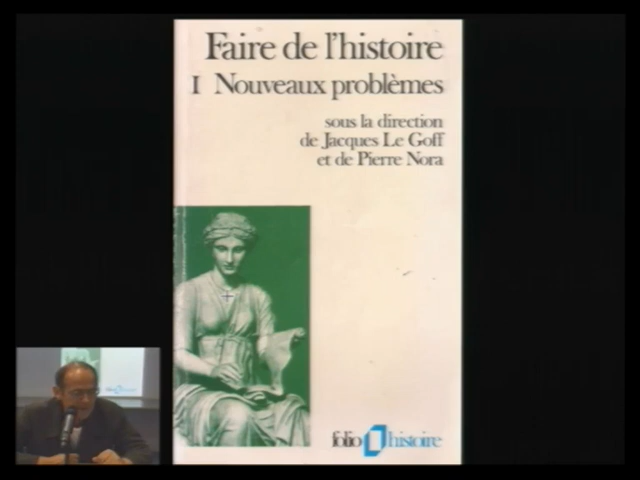 Faire de l'histoire
I Nouveaux problèmes
sous la direction
de Jacques Le Goff
et de Pierre Nora
folio histoire